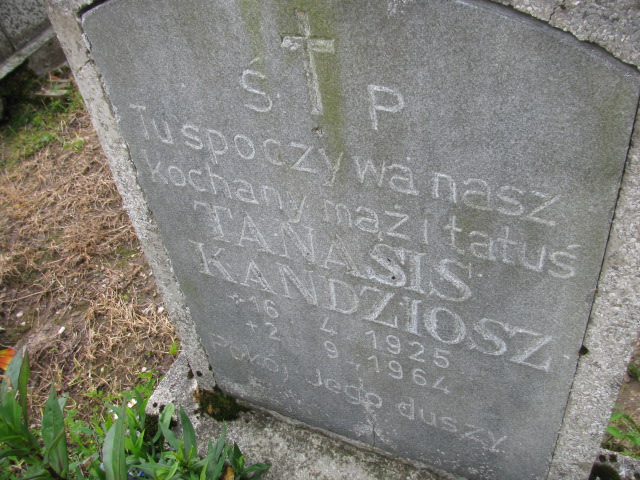 Ś. P
Tu spoczywa nasz
kochany mąż i tatuś
TANASIS
KANDZIOSZ
*16 4 1925
+2 9 1964
Pokój Jego duszy